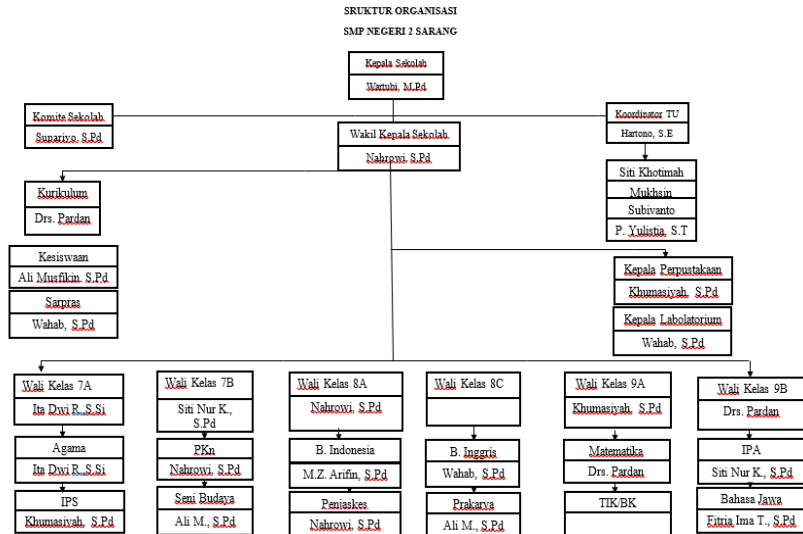 SRUKTUR ORGANISASI
SMP NEGERI 2 SARANG
Kepala Sekolah
Wartubi, M.Pd
Komite Sekolah
Supariyo, S.Pd
Koordinator TU
Hartono, S.E
Wakil Kepala Sekolah
Nahrowi, S.Pd
Siti Khotimah
Mukhsin
Subivanto
P. Yulistia, S.T
Kurikulum
Drs. Pardan
Kesiswaan
Ali Musfikin, S.Pd
Sarpras
Wahab, S.Pd
Kepala Perpustakaan
Khumasiyah, S.Pd
Kepala Labolatorium
Wahab, S.Pd
Wali Kelas 7A
Ita Dwi R.,S.Si
Agama
Ita Dwi R.,S.Si
IPS
Khumasiyah, S.Pd
Wali Kelas 7B
Siti Nur K.,
S.Pd
PKn
Nahrowi, S.Pd
Seni Budaya
Ali M., S.Pd
Wali Kelas 8A
Nahrowi, S.Pd
B. Indonesia
M.Z. Arifin, S.Pd
Penjaskes
Nahrowi, S.Pd
Wali Kelas 8C
B. Inggris
Wahab, S.Pd
Prakarya
Ali M., S.Pd
Wali Kelas 9A
Khumasiyah, S.Pd
Matematika
Drs. Pardan
TIK/BK
Wali Kelas 9B
Drs. Pardan
IPA
Siti Nur K., S.Pd
Bahasa Jawa
Fitria Ima T., S.Pd